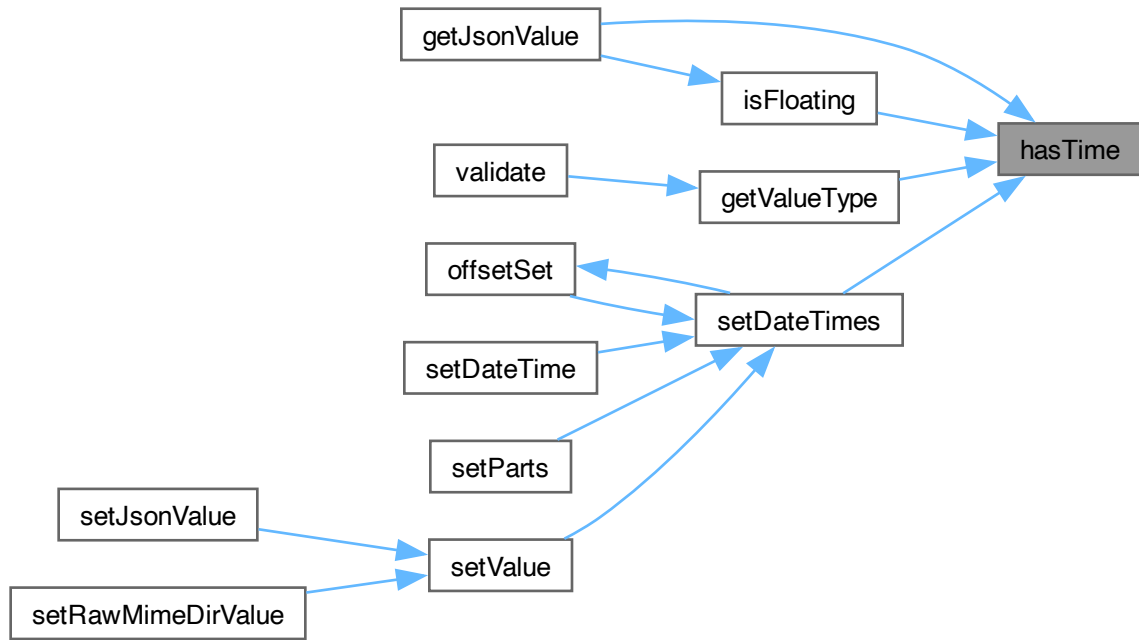 getJsonValue
isFloating
hasTime
validate
getValueType
offsetSet
setDateTimes
setDateTime
setParts
setJsonValue
setValue
setRawMimeDirValue